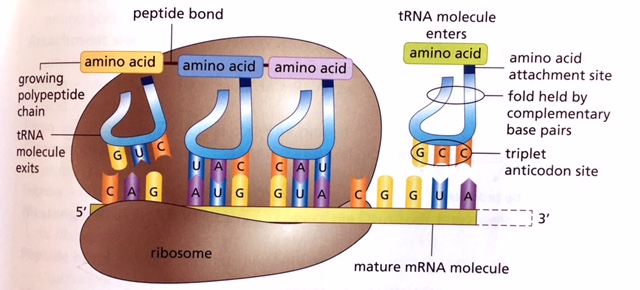 peptide bond
tRNA molecule
enters
amino acid
amino acid
amino acid
amino acid
growing
polypeptide
chain
amino acid
attachment site
fold held by
complementary
base pairs
tRNA
molecule
exits
G U C
U A C
C A U
G C C
triplet
anticodon site
C A G
A U G
G U A
C G G U A
5'
3'
ribosome
mature mRNA molecule